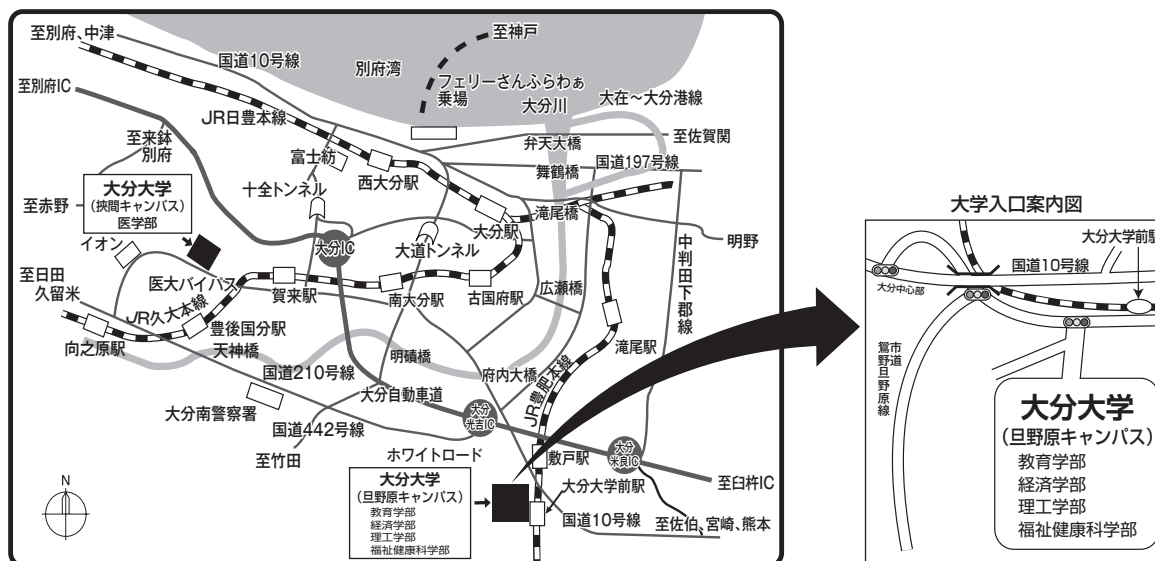 至別府、中津
国道10号線
至神戸
別府湾
フェリーさんふらわぁ
乗場
大分川
大在〜大分港線
至別府IC
JR日豊本線
至来鉢
別府
富士紡
西大分駅
弁天大橋
至佐賀関
舞鶴橋
国道197号線
大分大学
(挾間キャンパス)
医学部
至赤野
十全トンネル
滝尾橋
大分駅
明野
イオン
大分IC
大道トンネル
中判田下郡線
至日田
久留米
医大バイパス
賀来駅
南大分駅
古国府駅
広瀬橋
JR久大本線
豊後国分駅
滝尾駅
向之原駅
天神橋
明磧橋
府内大橋
JR豊肥本線
国道210号線
大分自動車道
大分南警察署
大分
光吉IC
国道442号線
至竹田
ホワイトロード
敷戸駅
大分
米良IC
至臼杵IC
大分大学
(旦野原キャンパス)
教育学部
経済学部
理工学部
福祉健康科学部
大分大学前駅
国道10号線
至佐伯、宮崎、熊本
N
大学入口案内図
大分大学前駅
国道10号線
大分中心部
市道
鴛野旦野原線
大分大学
(旦野原キャンパス)
教育学部
経済学部
理工学部
福祉健康科学部